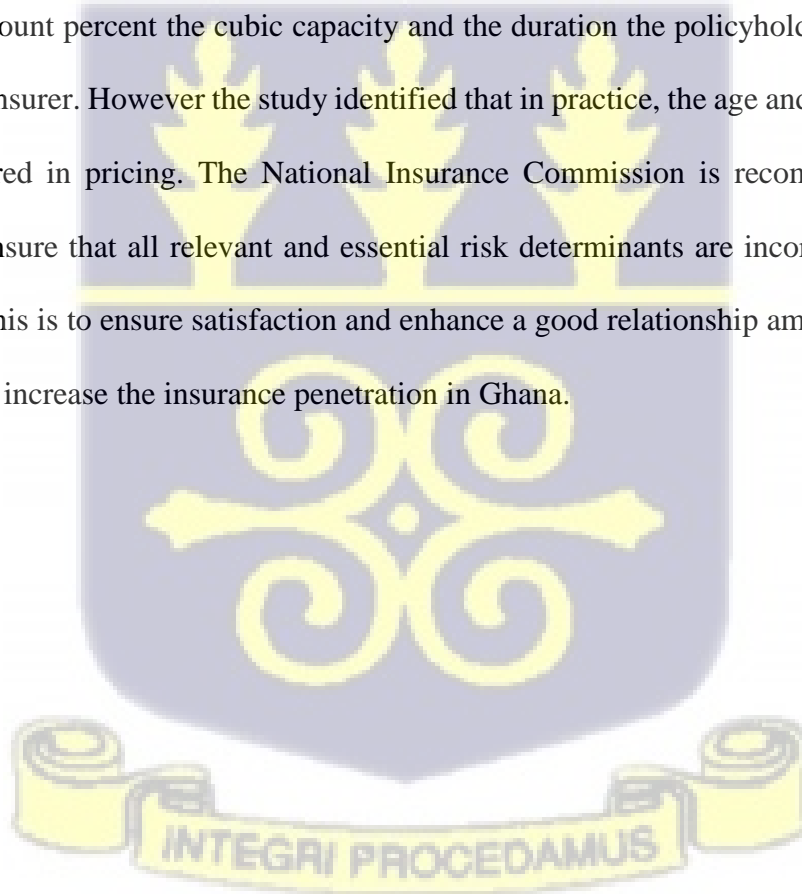 ount percent the cubic capacity and the duration the policyhold
nsurer. However the study identified that in practice, the age and
red in pricing. The National Insurance Commission is recon
nsure that all relevant and essential risk determinants are incor
his is to ensure satisfaction and enhance a good relationship am
increase the insurance penetration in Ghana.
INTEGRI PROCEDAMUS